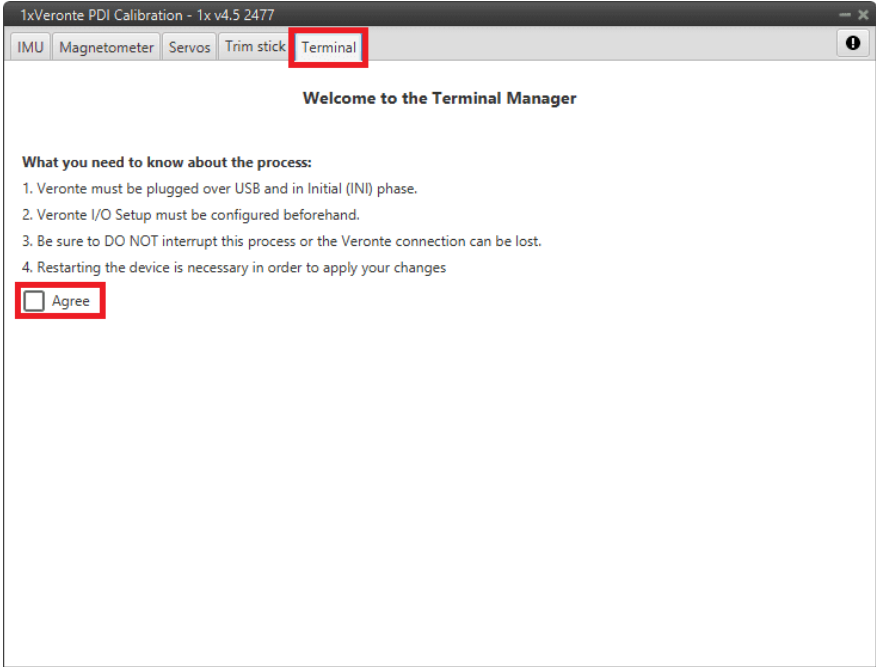 1xVeronte PDI Calibration - 1x v4.5 2477
IMU Magnetometer Servos Trim stick Terminal
Welcome to the Terminal Manager
What you need to know about the process:
1. Veronte must be plugged over USB and in Initial (INI) phase.
2. Veronte I/O Setup must be configured beforehand.
3. Be sure to DO NOT interrupt this process or the Veronte connection can be lost.
4. Restarting the device is necessary in order to apply your changes
Agree